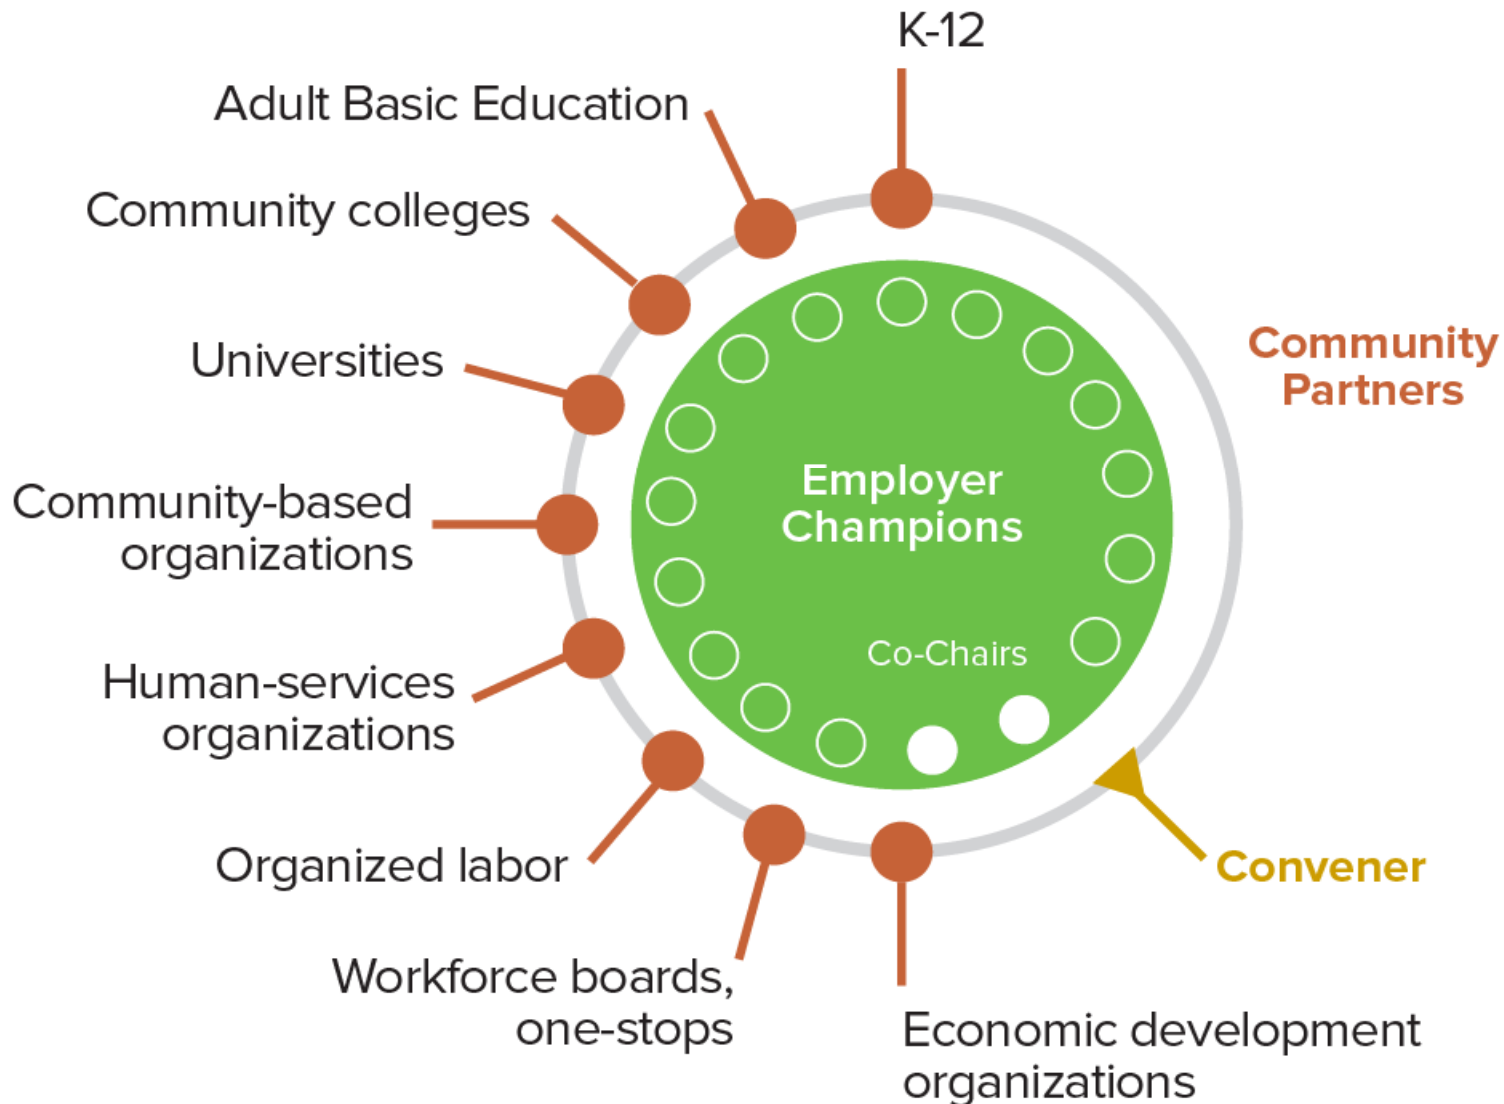 K-12
Adult Basic Education
Community colleges
Universities
Community-based
organizations
Human-services
organizations
Organized labor
Workforce boards,
one-stops
Economic development
organizations
Convener
Community
Partners
Employer
Champions
Co-Chairs